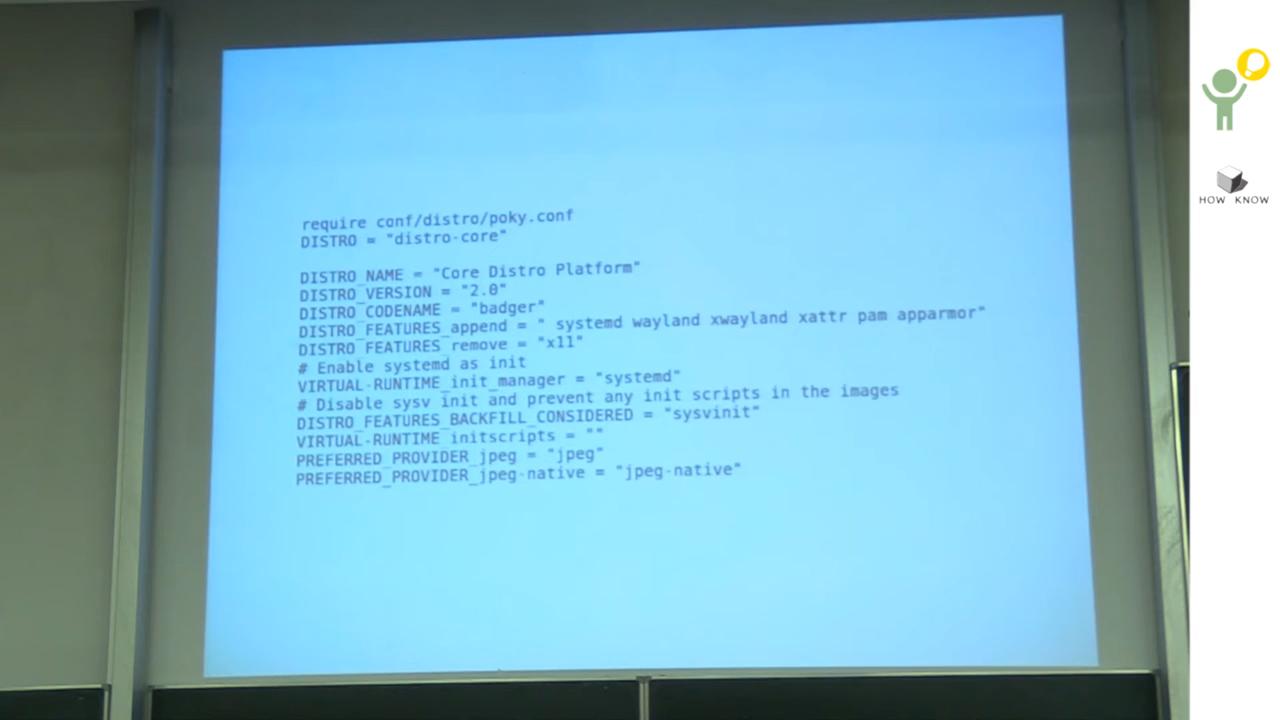 require conf/distro/poky.conf
DISTRO = "distro-core"
DISTRO_NAME = "Core Distro Platform"
DISTRO_VERSION = "2.0"
DISTRO_CODENAME = "badger"
DISTRO_FEATURES_append = " systemd wayland xwayland xattr pam apparmor"
DISTRO_FEATURES_remove = "x11"
# Enable systemd as init
VIRTUAL-RUNTIME_init_manager = "systemd"
# Disable sysv init and prevent any init scripts in the images
DISTRO_FEATURES_BACKFILL_CONSIDERED = "sysvinit"
VIRTUAL-RUNTIME_initscripts = ""
PREFERRED_PROVIDER_jpeg = "jpeg"
PREFERRED_PROVIDER_jpeg-native = "jpeg-native"
HOW KNOW